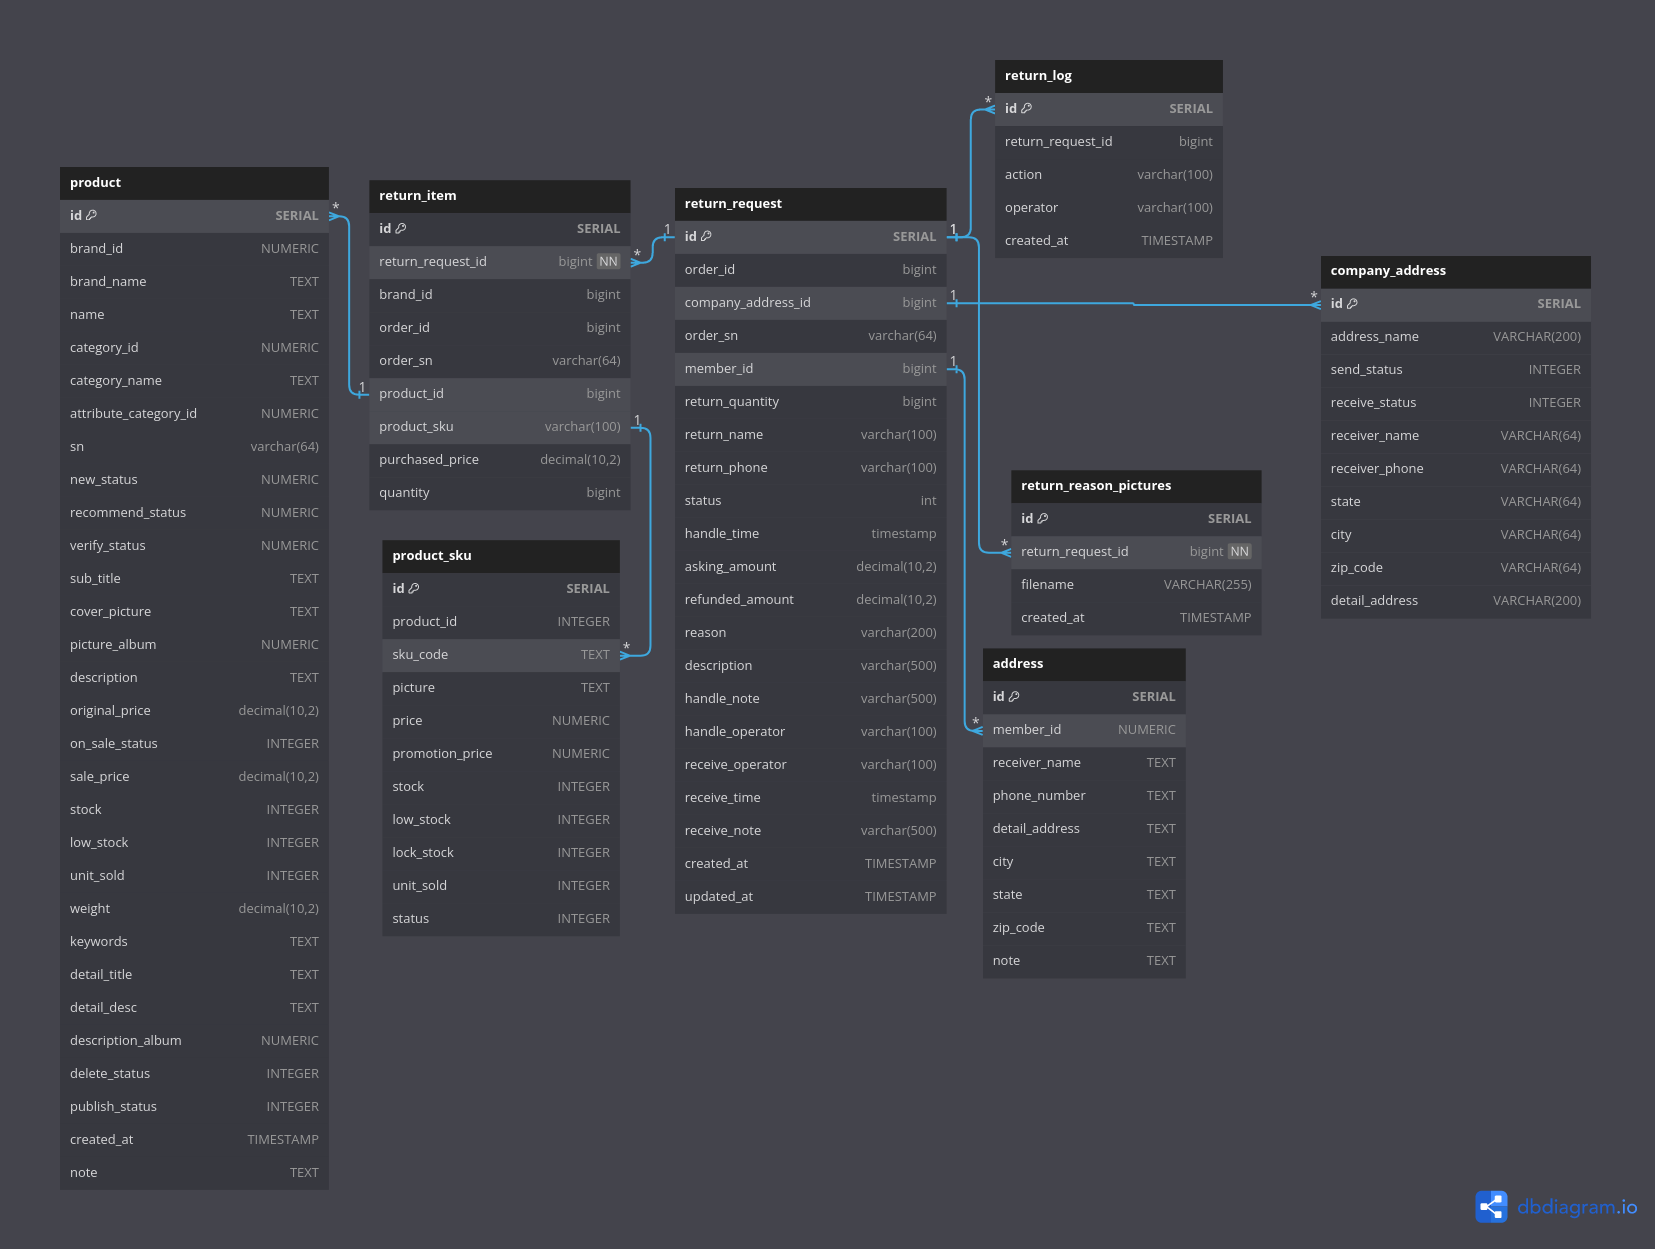 product
id SERIAL
brand_id NUMERIC
brand_name TEXT
name TEXT
category_id NUMERIC
category_name TEXT
attribute_category_id NUMERIC
sn varchar(64)
new_status NUMERIC
recommend_status NUMERIC
verify_status NUMERIC
sub_title TEXT
cover_picture TEXT
picture_album NUMERIC
description TEXT
original_price decimal(10,2)
on_sale_status INTEGER
sale_price decimal(10,2)
stock INTEGER
low_stock INTEGER
unit_sold INTEGER
weight decimal(10,2)
keywords TEXT
detail_title TEXT
detail_desc TEXT
description_album NUMERIC
delete_status INTEGER
publish_status INTEGER
created_at TIMESTAMP
note TEXT
*
1
return_item
id SERIAL
return_request_id bigint NN
brand_id bigint
order_id bigint
order_sn varchar(64)
product_id bigint
product_sku varchar(100)
purchased_price decimal(10,2)
quantity bigint
*
1
1
*
product_sku
id SERIAL
product_id INTEGER
sku_code TEXT
picture TEXT
price NUMERIC
promotion_price NUMERIC
stock INTEGER
low_stock INTEGER
lock_stock INTEGER
unit_sold INTEGER
status INTEGER
return_request
id SERIAL
order_id bigint
company_address_id bigint
order_sn varchar(64)
member_id bigint
return_quantity bigint
return_name varchar(100)
return_phone varchar(100)
status int
handle_time timestamp
asking_amount decimal(10,2)
refunded_amount decimal(10,2)
reason varchar(200)
description varchar(500)
handle_note varchar(500)
handle_operator varchar(100)
receive_operator varchar(100)
receive_time timestamp
receive_note varchar(500)
created_at TIMESTAMP
updated_at TIMESTAMP
1
1
1
*
*
*
*
return_log
id SERIAL
return_request_id bigint
action varchar(100)
operator varchar(100)
created_at TIMESTAMP
return_reason_pictures
id SERIAL
return_request_id bigint NN
filename VARCHAR(255)
created_at TIMESTAMP
address
id SERIAL
member_id NUMERIC
receiver_name TEXT
phone_number TEXT
detail_address TEXT
city TEXT
state TEXT
zip_code TEXT
note TEXT
company_address
id SERIAL
address_name VARCHAR(200)
send_status INTEGER
receive_status INTEGER
receiver_name VARCHAR(64)
receiver_phone VARCHAR(64)
state VARCHAR(64)
city VARCHAR(64)
zip_code VARCHAR(64)
detail_address VARCHAR(200)
dbdiagram.io